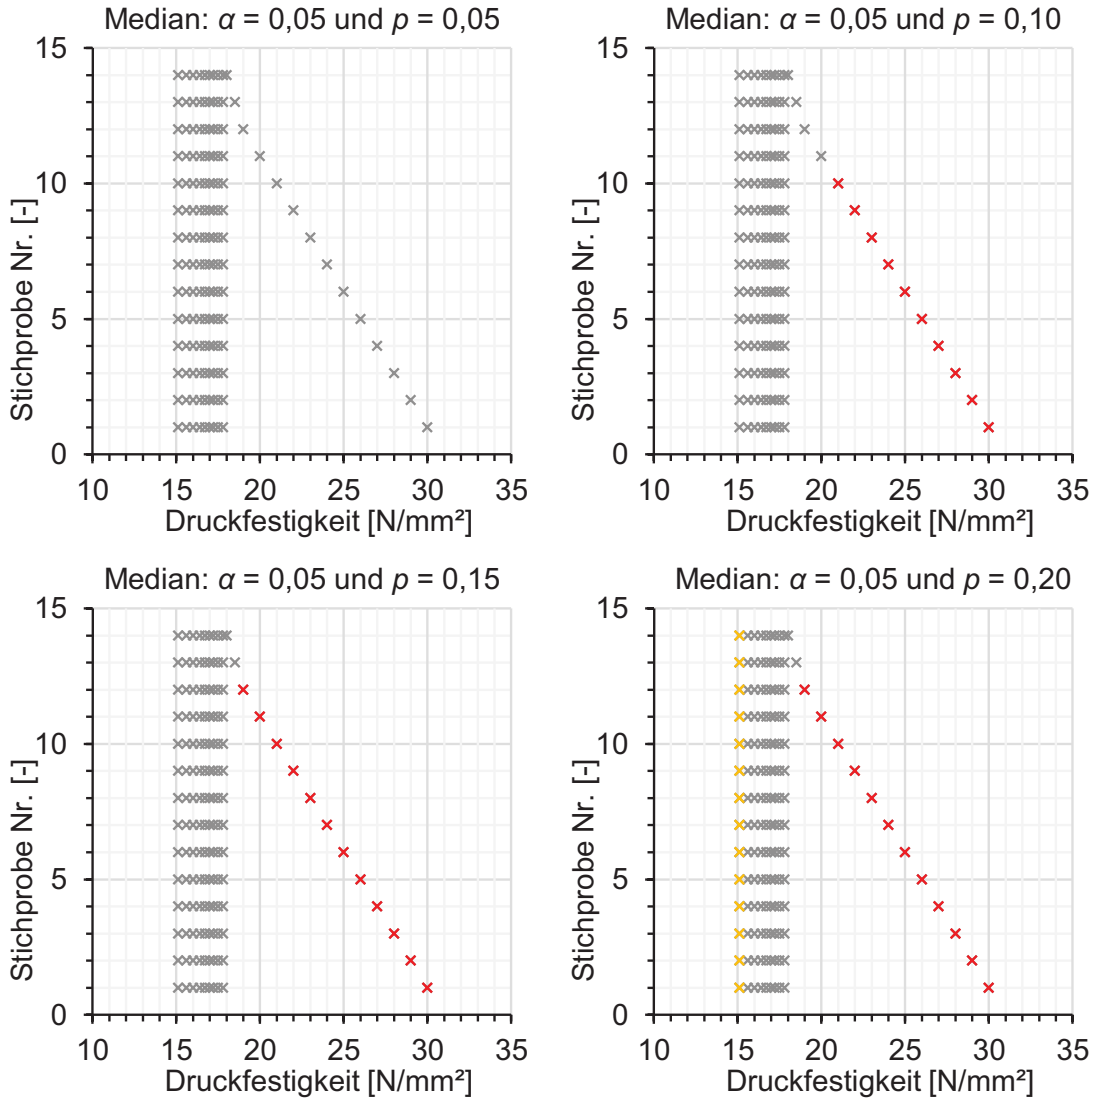 Median: α = 0,05 und p = 0,05
15
10
5
0
Stichprobe Nr. [-]
10 15 20 25 30 35
Druckfestigkeit [N/mm²]
Median: α = 0,05 und p = 0,10
15
10
5
0
Stichprobe Nr. [-]
10 15 20 25 30 35
Druckfestigkeit [N/mm²]
Median: α = 0,05 und p = 0,15
15
10
5
0
Stichprobe Nr. [-]
10 15 20 25 30 35
Druckfestigkeit [N/mm²]
Median: α = 0,05 und p = 0,20
15
10
5
0
Stichprobe Nr. [-]
10 15 20 25 30 35
Druckfestigkeit [N/mm²]